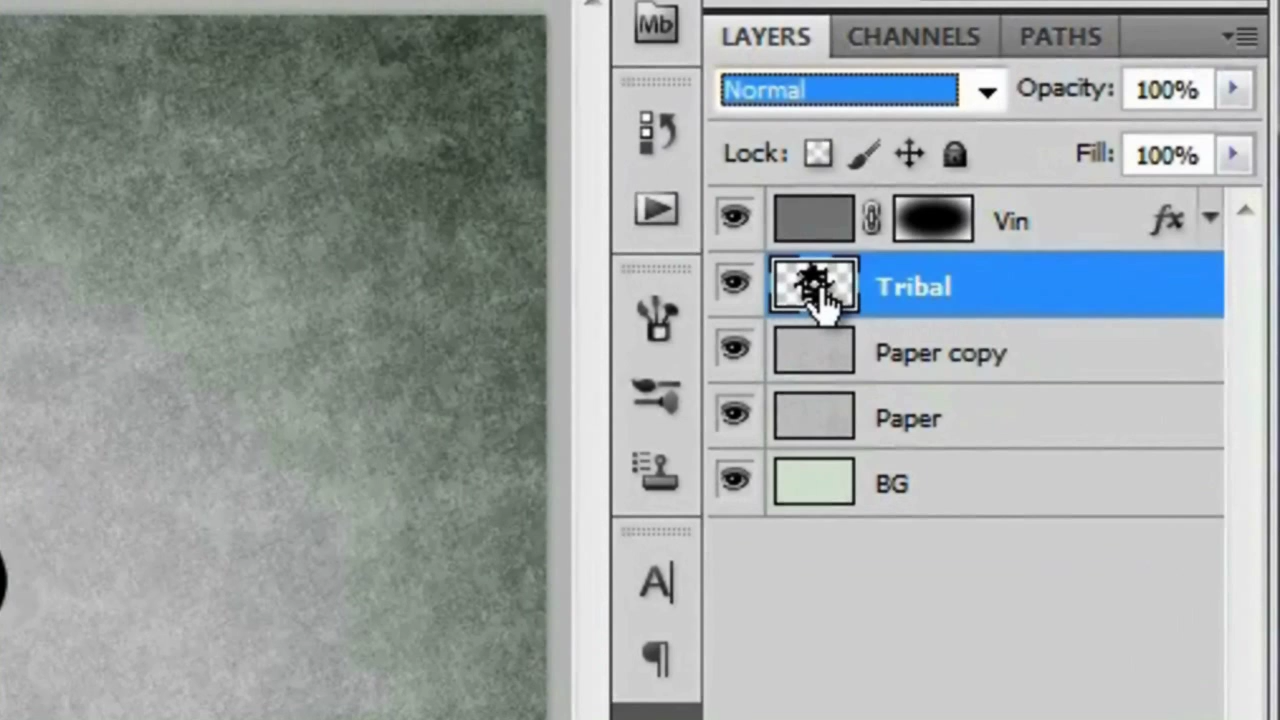 Mb
LAYERS CHANNELS PATHS
Normal Opacity: 100%
Lock: Fill: 100%
Vin fx
Tribal
Paper copy
Paper
BG
A